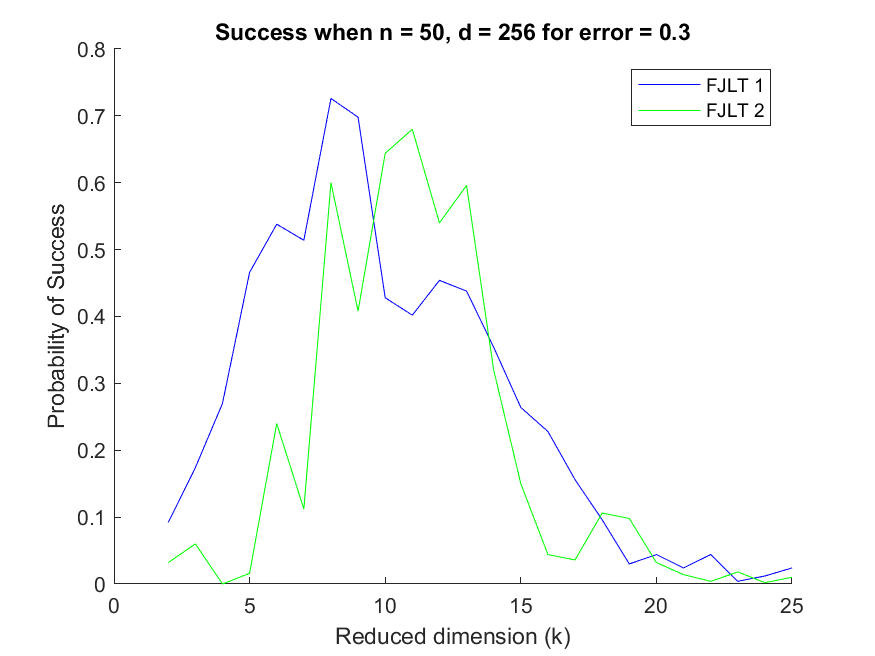 Success when n = 50, d = 256 for error = 0.3
FJLT 1
FJLT 2
0.8
0.7
0.6
0.5
0.4
0.3
0.2
0.1
0
Probability of Success
0 5 10 15 20 25
Reduced dimension (k)